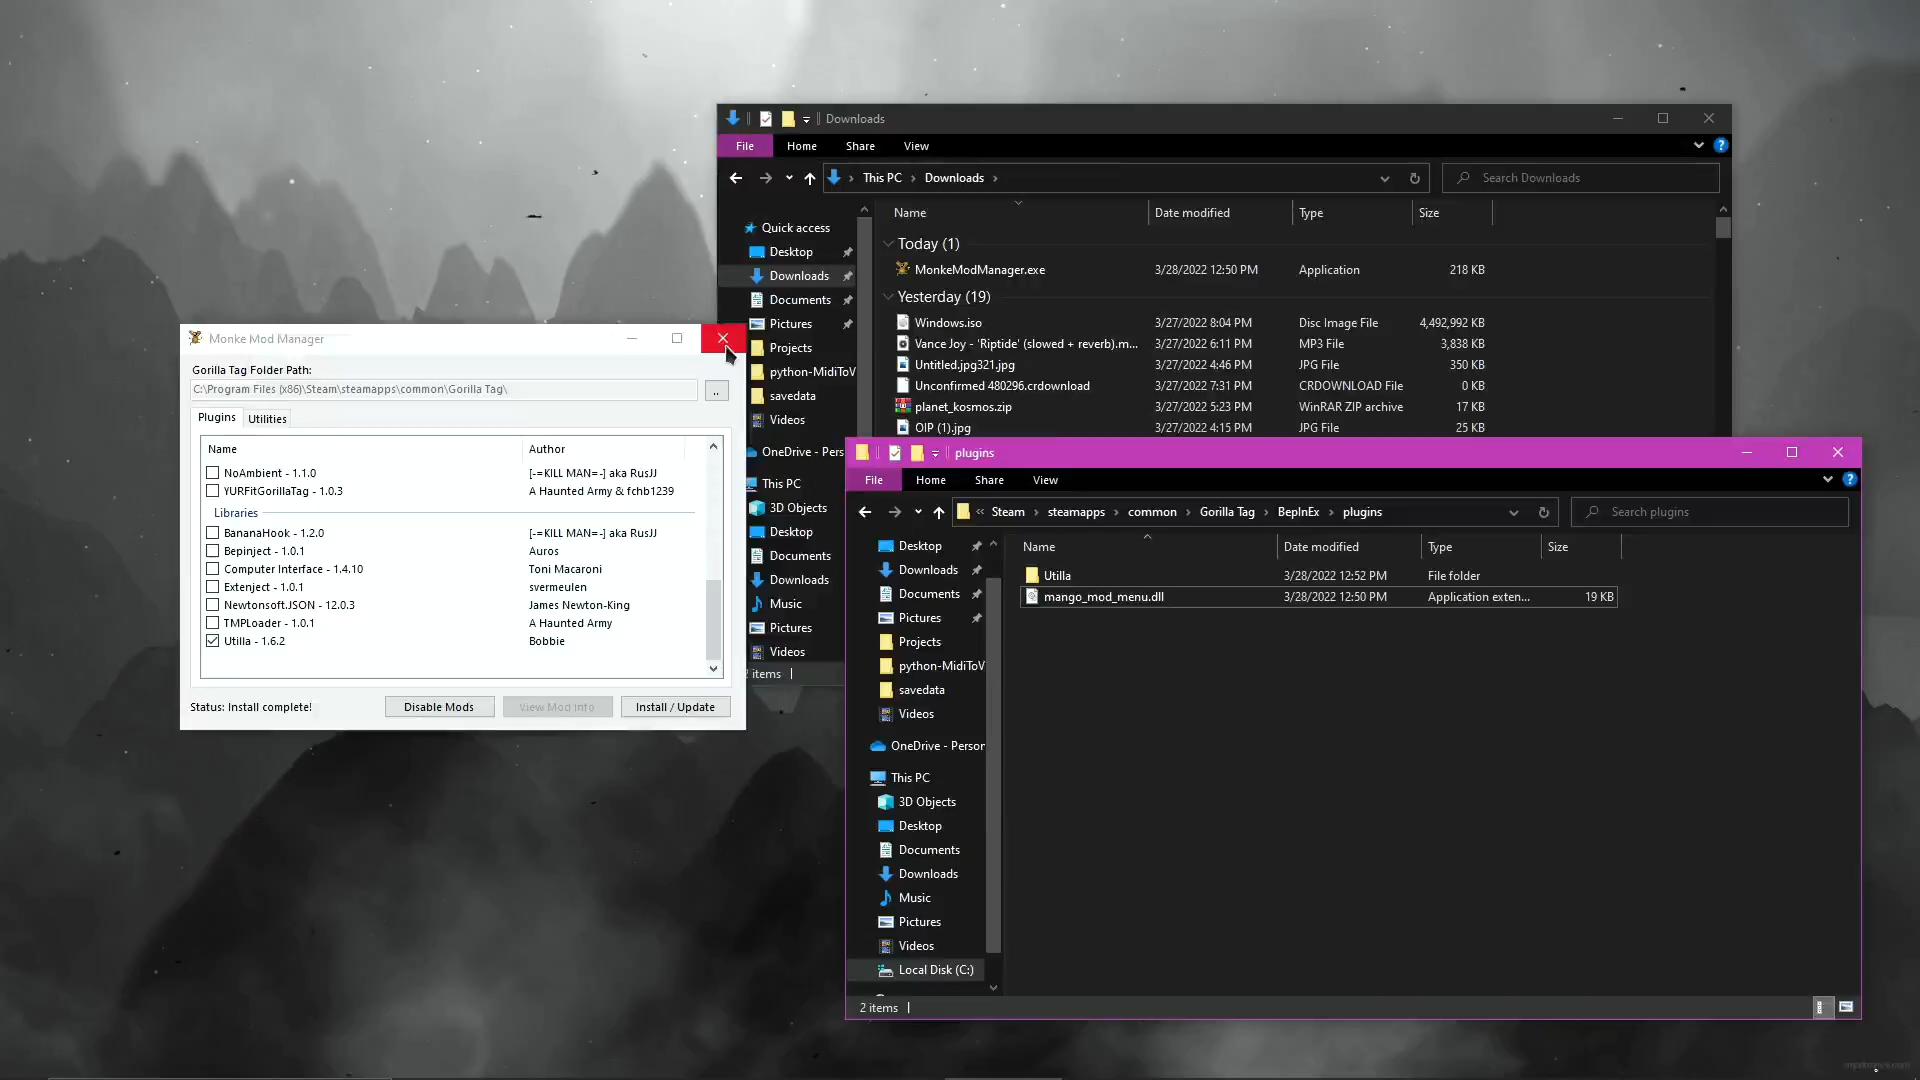 Downloads
File Home Share View
This PC > Downloads >
Search Downloads
Name Date modified Type Size
Quick access
Desktop
Downloads
Documents
Pictures
Projects
python-MidiToV
savedata
Videos
OneDrive - Pers
This PC
3D Objects
Desktop
Documents
Downloads
Music
Pictures
Videos
2 items
Today (1)
MonkeModManager.exe 3/28/2022 12:50 PM Application 218 KB
Yesterday (19)
Windows.iso 3/27/2022 8:04 PM Disc Image File 4,492,992 KB
Vance Joy - 'Riptide' (slowed + reverb).m... 3/27/2022 6:11 PM MP3 File 3,838 KB
Untitled.jpg321.jpg 3/27/2022 4:46 PM JPG File 350 KB
Unconfirmed 480296.crdownload 3/27/2022 7:31 PM CRDOWNLOAD File 0 KB
planet_kosmos.zip 3/27/2022 5:23 PM WinRAR ZIP archive 17 KB
OIP (1).jpg 3/27/2022 4:15 PM JPG File 25 KB
Monke Mod Manager
Gorilla Tag Folder Path:
C:\Program Files (x86)\Steam\steamapps\common\Gorilla Tag\
..
Plugins Utilities
Name Author
NoAmbient - 1.1.0 [-=KILL MAN=-] aka RusJJ
YURFitGorillaTag - 1.0.3 A Haunted Army & fchb1239
Libraries
BananaHook - 1.2.0 [-=KILL MAN=-] aka RusJJ
Bepinject - 1.0.1 Auros
Computer Interface - 1.4.10 Toni Macaroni
Extenject - 1.0.1 svermeulen
Newtonsoft.JSON - 12.0.3 James Newton-King
TMPLoader - 1.0.1 A Haunted Army
Utilla - 1.6.2 Bobbie
Status: Install complete! Disable Mods View Mod Info Install / Update
plugins
File Home Share View
« Steam > steamapps > common > Gorilla Tag > BepInEx > plugins
Search plugins
Name Date modified Type Size
Utilla 3/28/2022 12:52 PM File folder
mango_mod_menu.dll 3/28/2022 12:50 PM Application exten... 19 KB
Desktop
Downloads
Documents
Pictures
Projects
python-MidiToV
savedata
Videos
OneDrive - Person
This PC
3D Objects
Desktop
Documents
Downloads
Music
Pictures
Videos
Local Disk (C:)
2 items